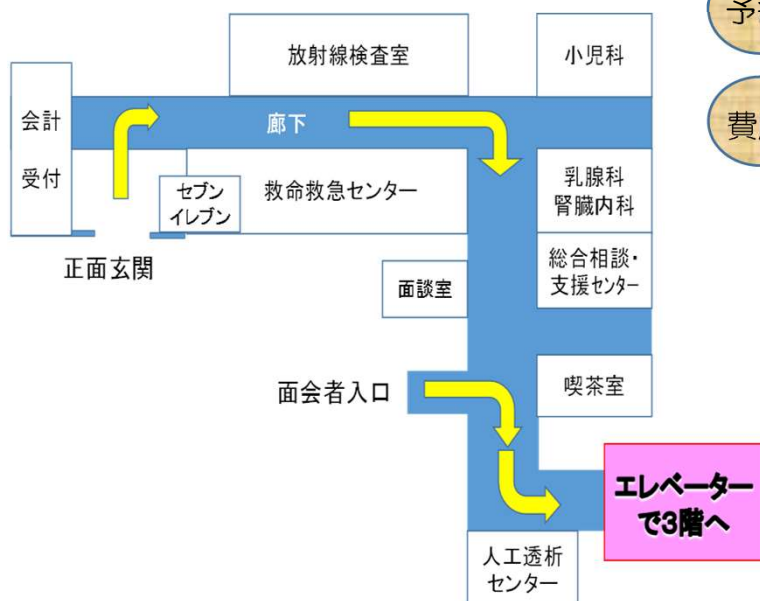 放射線検査室
小児科
会計
受付
廊下
セブン
イレブン
救命救急センター
乳腺科
腎臓内科
正面玄関
面談室
総合相談・
支援センター
面会者入口
喫茶室
エレベーター
で3階へ
人工透析
センター